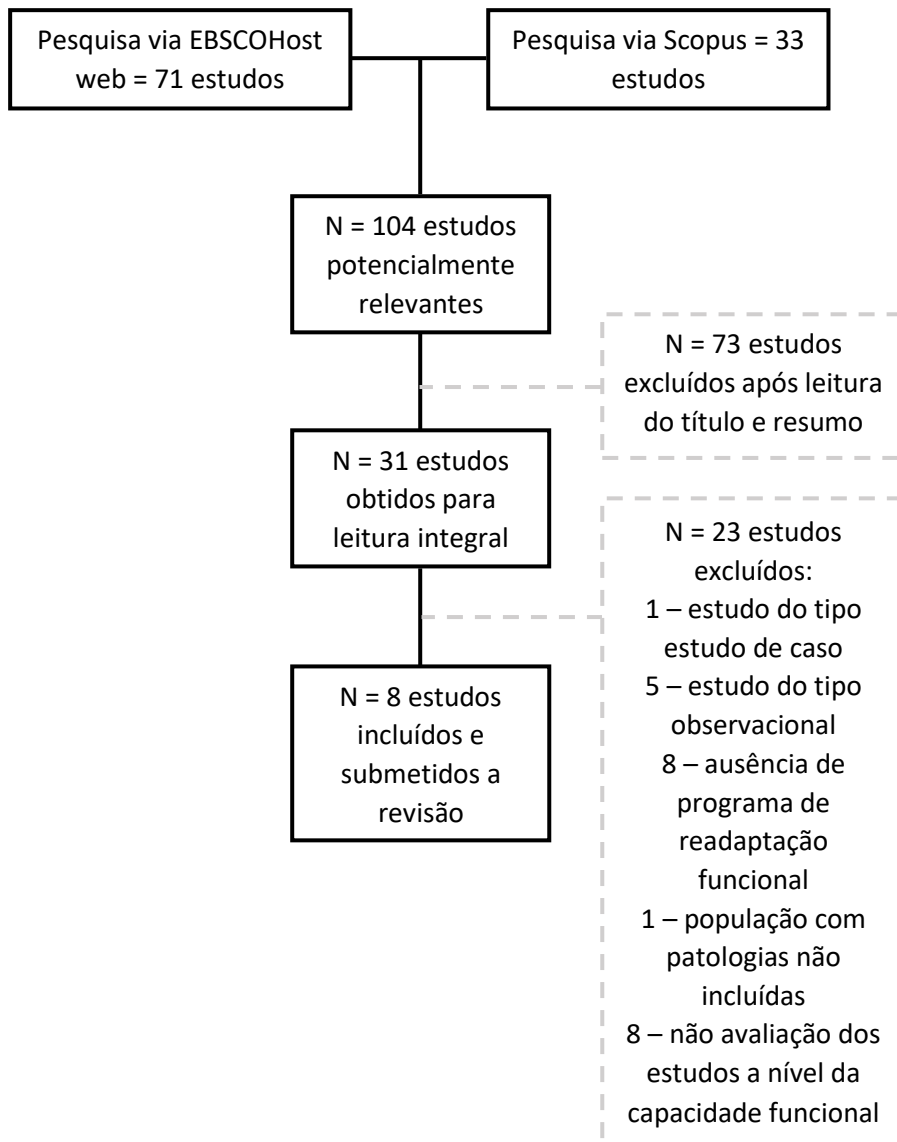 Pesquisa via EBSCOHost
web = 71 estudos
Pesquisa via Scopus = 33
estudos
N = 104 estudos
potencialmente
relevantes
N = 73 estudos
excluídos após leitura
do título e resumo
N = 31 estudos
obtidos para
leitura integral
N = 23 estudos
excluídos:
1 – estudo do tipo
estudo de caso
5 – estudo do tipo
observacional
8 – ausência de
programa de
readaptação
funcional
1 – população com
patologias não
incluídas
8 – não avaliação dos
estudos a nível da
capacidade funcional
N = 8 estudos
incluídos e
submetidos a
revisão